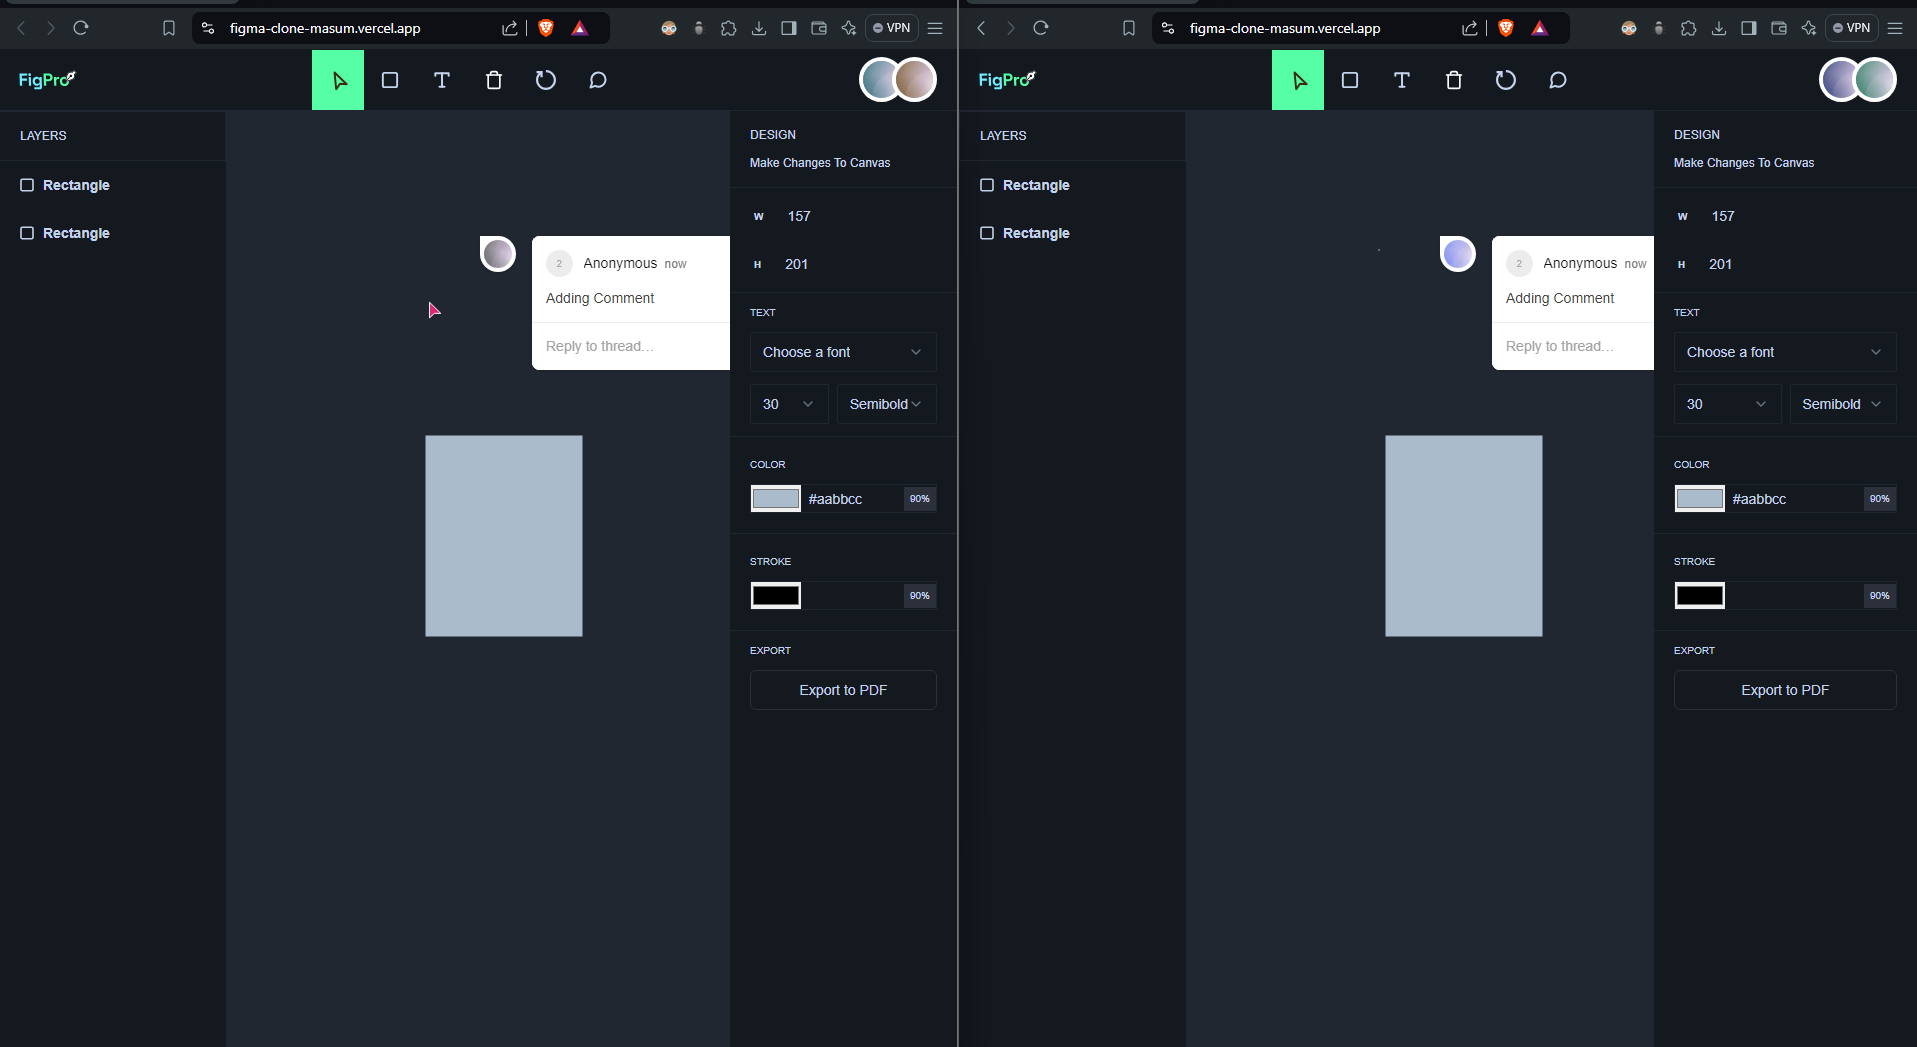 figma-clone-masum.vercel.app
VPN
FigPro
LAYERS
Rectangle
Rectangle
2 Anonymous now
Adding Comment
Reply to thread…
DESIGN
Make Changes To Canvas
W 157
H 201
TEXT
Choose a font
30 Semibold
COLOR
#aabbcc 90%
STROKE
90%
EXPORT
Export to PDF
figma-clone-masum.vercel.app
VPN
FigPro
LAYERS
Rectangle
Rectangle
2 Anonymous now
Adding Comment
Reply to thread…
DESIGN
Make Changes To Canvas
W 157
H 201
TEXT
Choose a font
30 Semibold
COLOR
#aabbcc 90%
STROKE
90%
EXPORT
Export to PDF